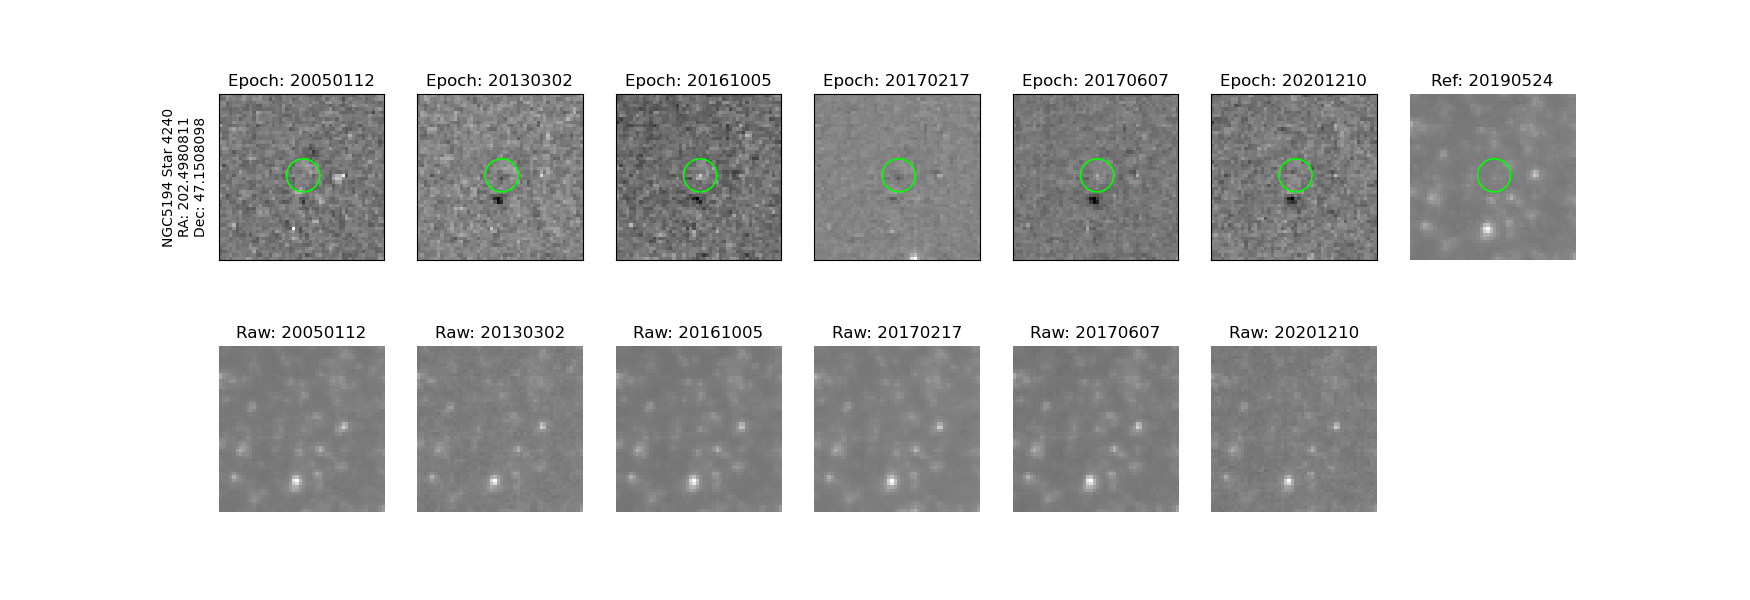 Epoch: 20050112
Epoch: 20130302
Epoch: 20161005
Epoch: 20170217
Epoch: 20170607
Epoch: 20201210
Ref: 20190524
NGC5194 Star 4240
RA: 202.4980811
Dec: 47.15080098
Raw: 20050112
Raw: 20130302
Raw: 20161005
Raw: 20170217
Raw: 20170607
Raw: 20201210